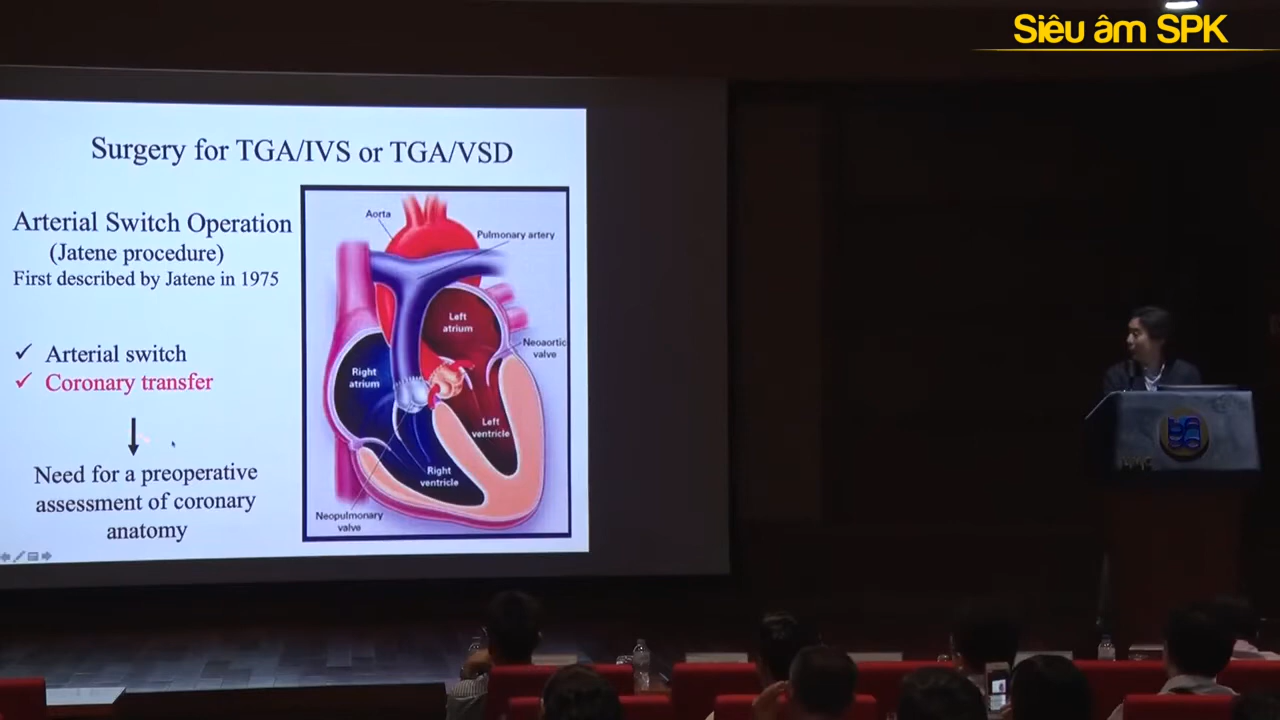 Siêu âm SPK
Surgery for TGA/IVS or TGA/VSD
Arterial Switch Operation
(Jatene procedure)
First described by Jatene in 1975
✓ Arterial switch
✓ Coronary transfer
Need for a preoperative
assessment of coronary
anatomy
Aorta
Pulmonary artery
Left
atrium
Neoaortic
valve
Right
atrium
Left
ventricle
Right
ventricle
Neopulmonary
valve